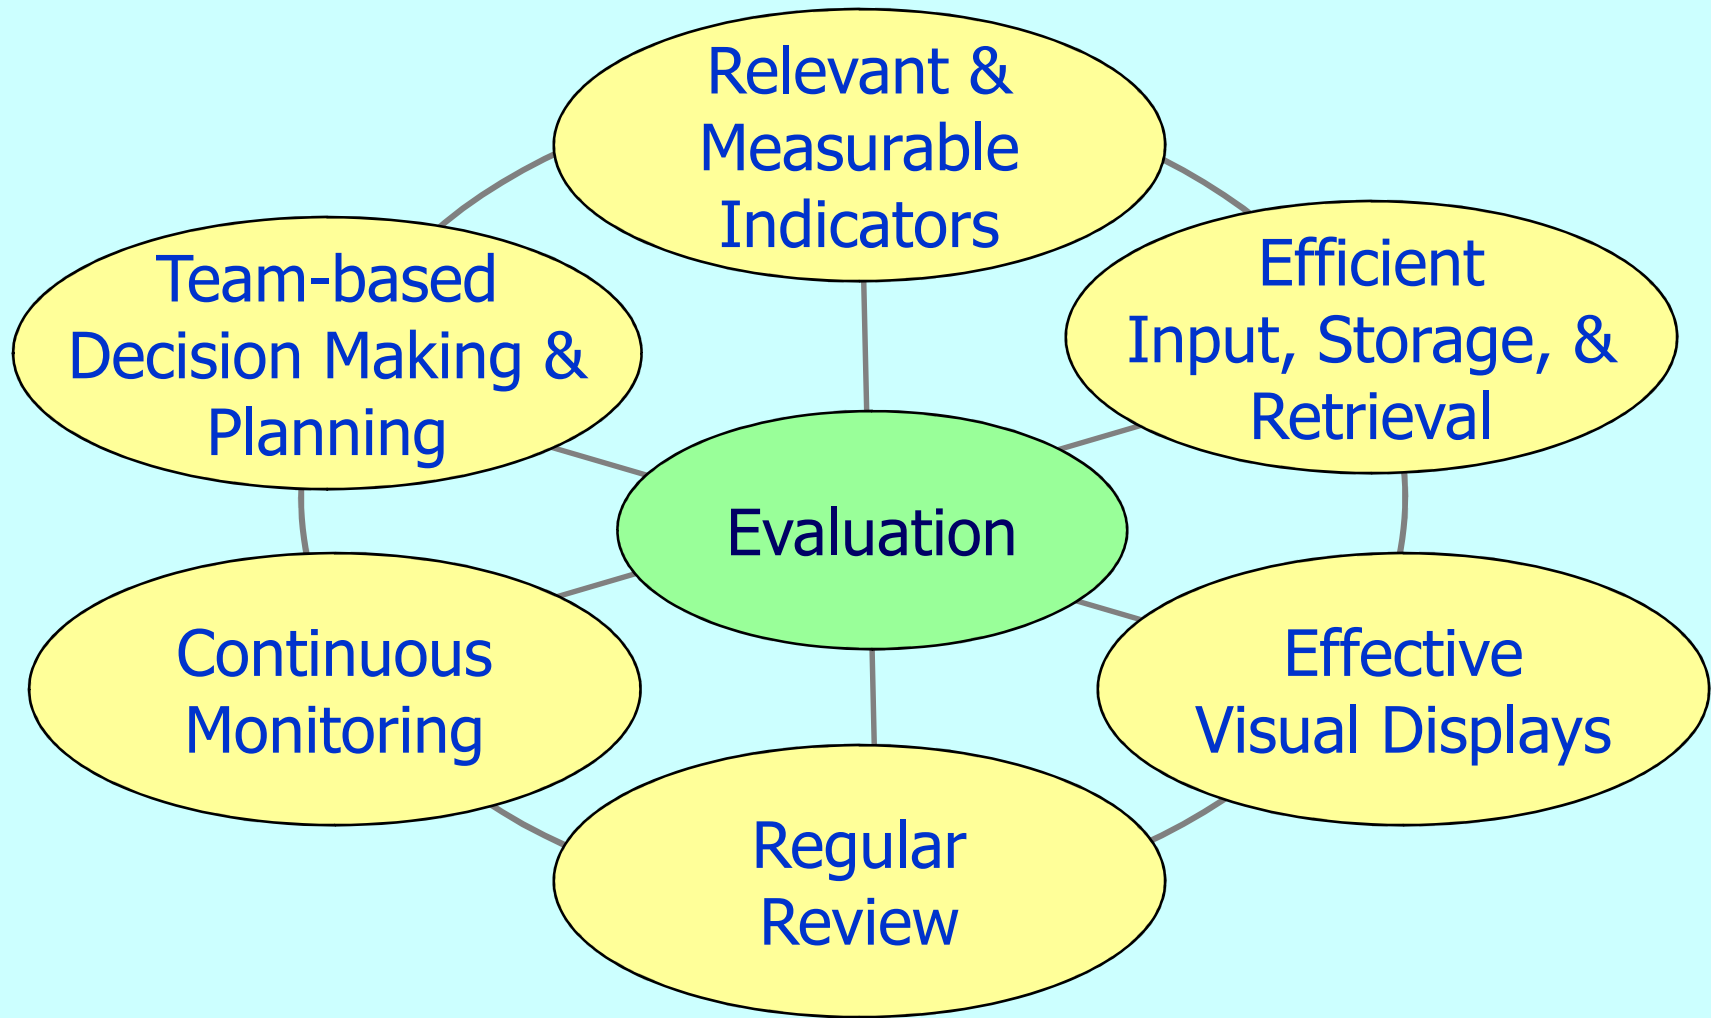 Relevant &
Measurable
Indicators
Efficient
Input, Storage, &
Retrieval
Effective
Visual Displays
Regular
Review
Continuous
Monitoring
Team-based
Decision Making &
Planning
Evaluation